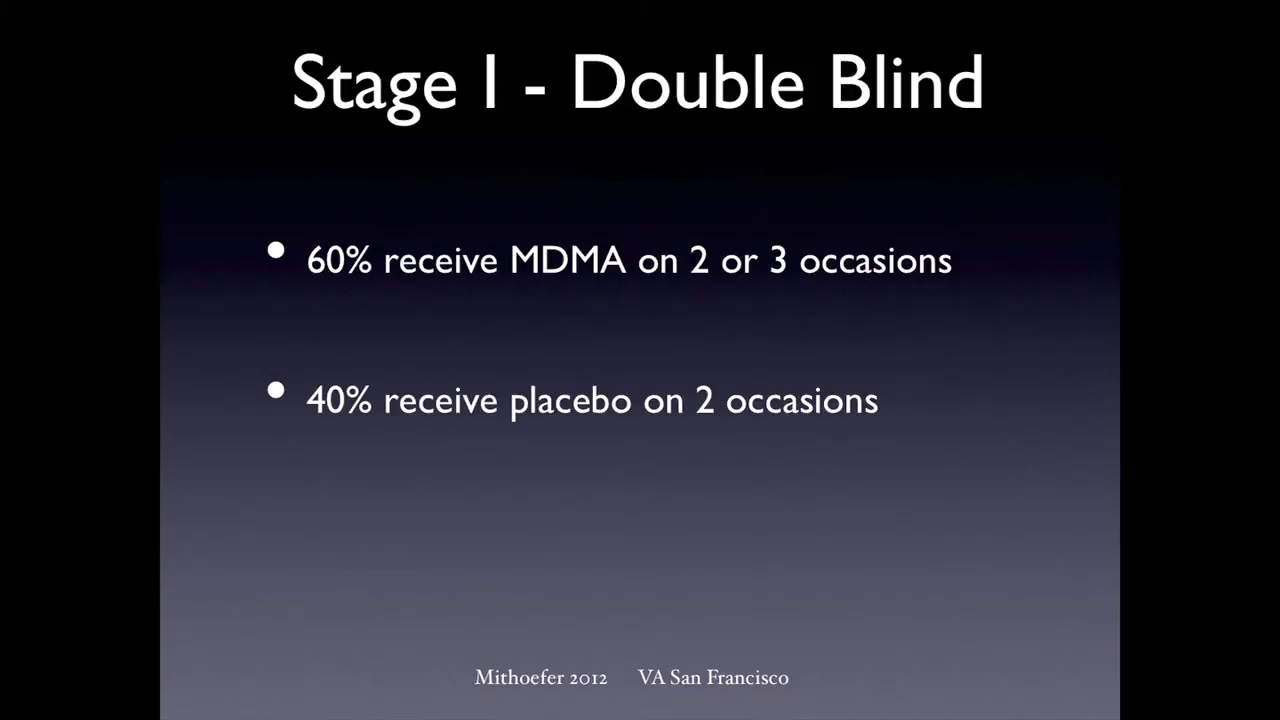 Stage 1 - Double Blind
• 60% receive MDMA on 2 or 3 occasions
• 40% receive placebo on 2 occasions
Mithoefer 2012 VA San Francisco